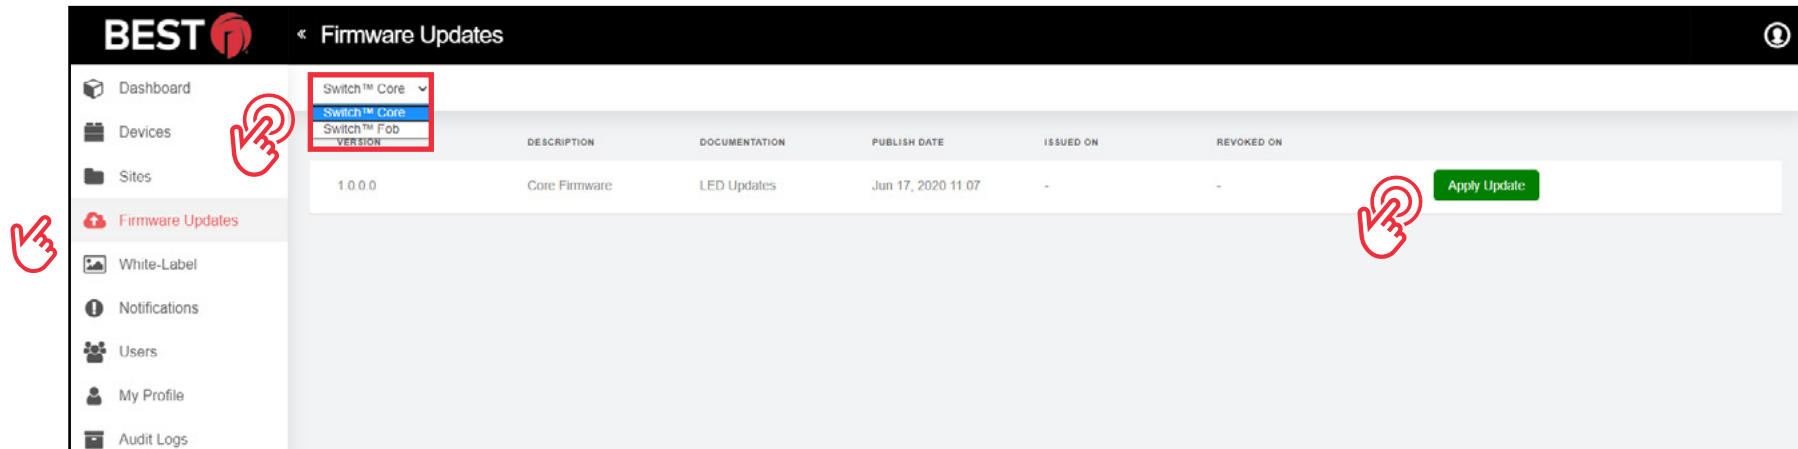 BEST
« Firmware Updates
Dashboard
Devices
Sites
Firmware Updates
White-Label
Notifications
Users
My Profile
Audit Logs
Switch™ Core
Switch™ Core
Switch™ Fob
VERSION DESCRIPTION DOCUMENTATION PUBLISH DATE ISSUED ON REVOKED ON
1.0.0.0 Core Firmware LED Updates Jun 17, 2020 11:07 - - Apply Update